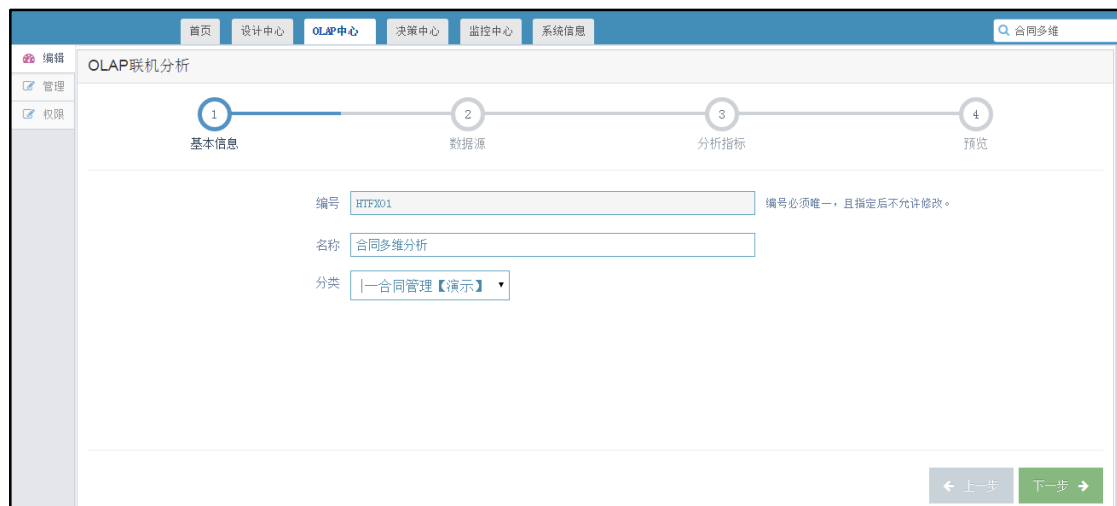 首页 设计中心 OLAP中心 决策中心 监控中心 系统信息 合同多维
编辑
管理
权限
OLAP联机分析
1 2 3 4
基本信息 数据源 分析指标 预览
编号 HTFX01 编号必须唯一,且指定后不允许修改。
名称 合同多维分析
分类 |—合同管理【演示】
上一步 下一步